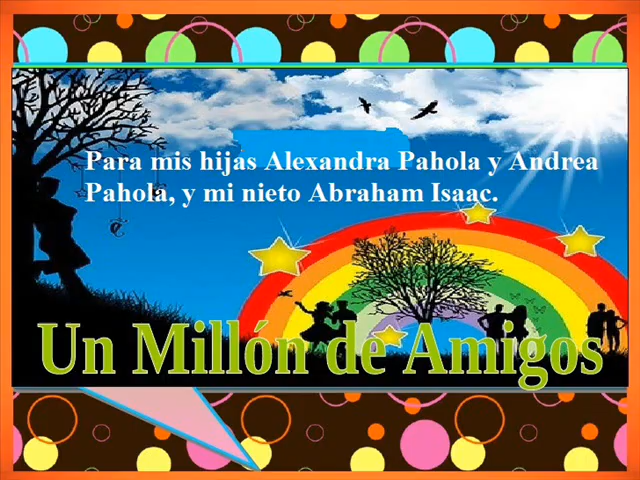 Para mis hijas Alexandra Pahola y Andrea
Pahola, y mi nieto Abraham Isaac.
Un Millón de Amigos